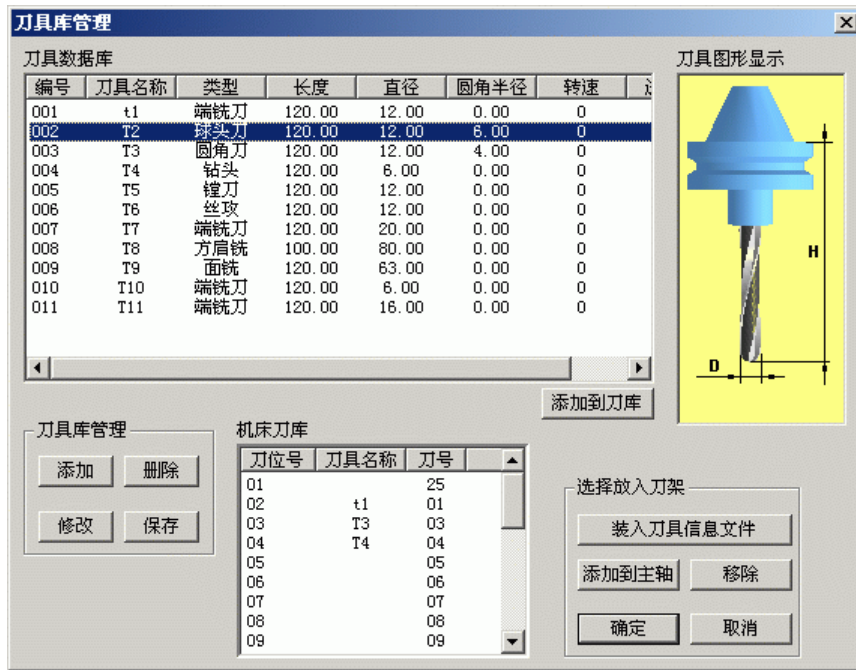 刀具库管理
刀具数据库
编号 刀具名称 类型 长度 直径 圆角半径 转速
001 t1 端铣刀 120.00 12.00 0.00 0
002 T2 球头刀 120.00 12.00 6.00 0
003 T3 圆角刀 120.00 12.00 4.00 0
004 T4 钻头 120.00 6.00 0.00 0
005 T5 镗刀 120.00 12.00 0.00 0
006 T6 丝攻 120.00 12.00 0.00 0
007 T7 端铣刀 120.00 20.00 0.00 0
008 T8 方肩铣 100.00 80.00 0.00 0
009 T9 面铣 120.00 63.00 0.00 0
010 T10 端铣刀 120.00 6.00 0.00 0
011 T11 端铣刀 120.00 16.00 0.00 0
添加到刀库
刀具图形显示
H
D
刀具库管理
添加 删除
修改 保存
机床刀库
刀位号 刀具名称 刀号
01 25
02 t1 01
03 T3 03
04 T4 04
05 05
06 06
07 07
08 08
09 09
选择放入刀架
装入刀具信息文件
添加到主轴 移除
确定 取消